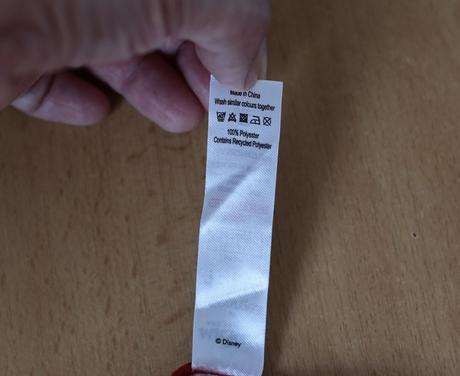 Made in China
Wash similar colours together
100% Polyester
Contains Recycled Polyester
© Disney